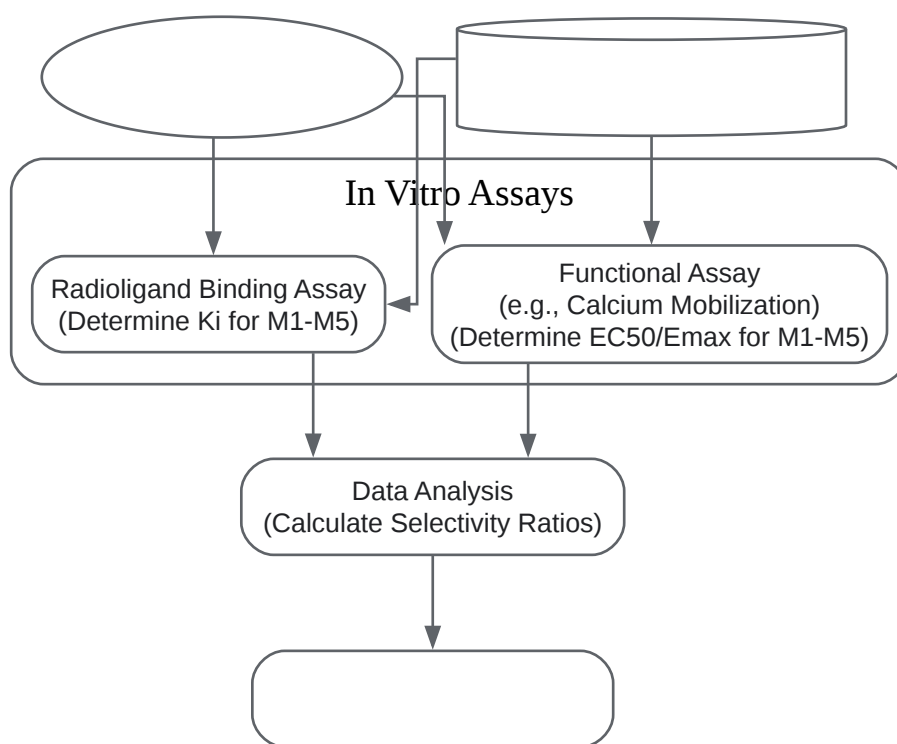 In Vitro Assays
Radioligand Binding Assay
(Determine Ki for M1-M5)
Functional Assay
(e.g., Calcium Mobilization)
(Determine EC50/Emax for M1-M5)
Data Analysis
(Calculate Selectivity Ratios)